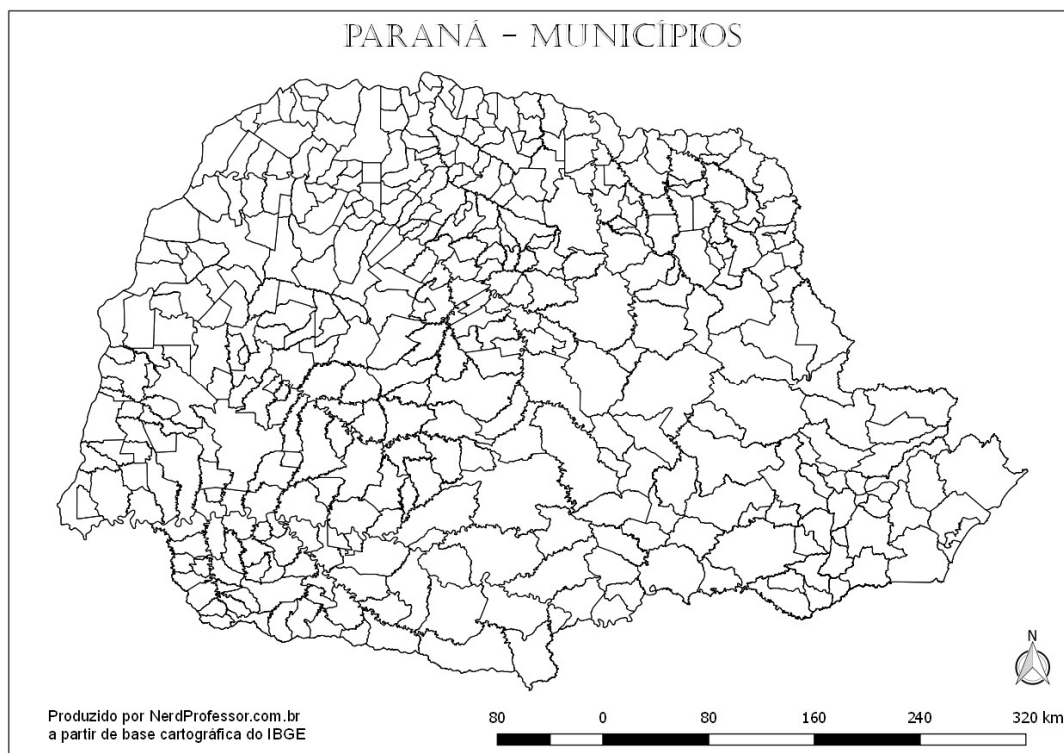 PARANÁ - MUNICÍPIOS
N
Produzido por NerdProfessor.com.br
a partir de base cartográfica do IBGE
80 0 80 160 240 320 km